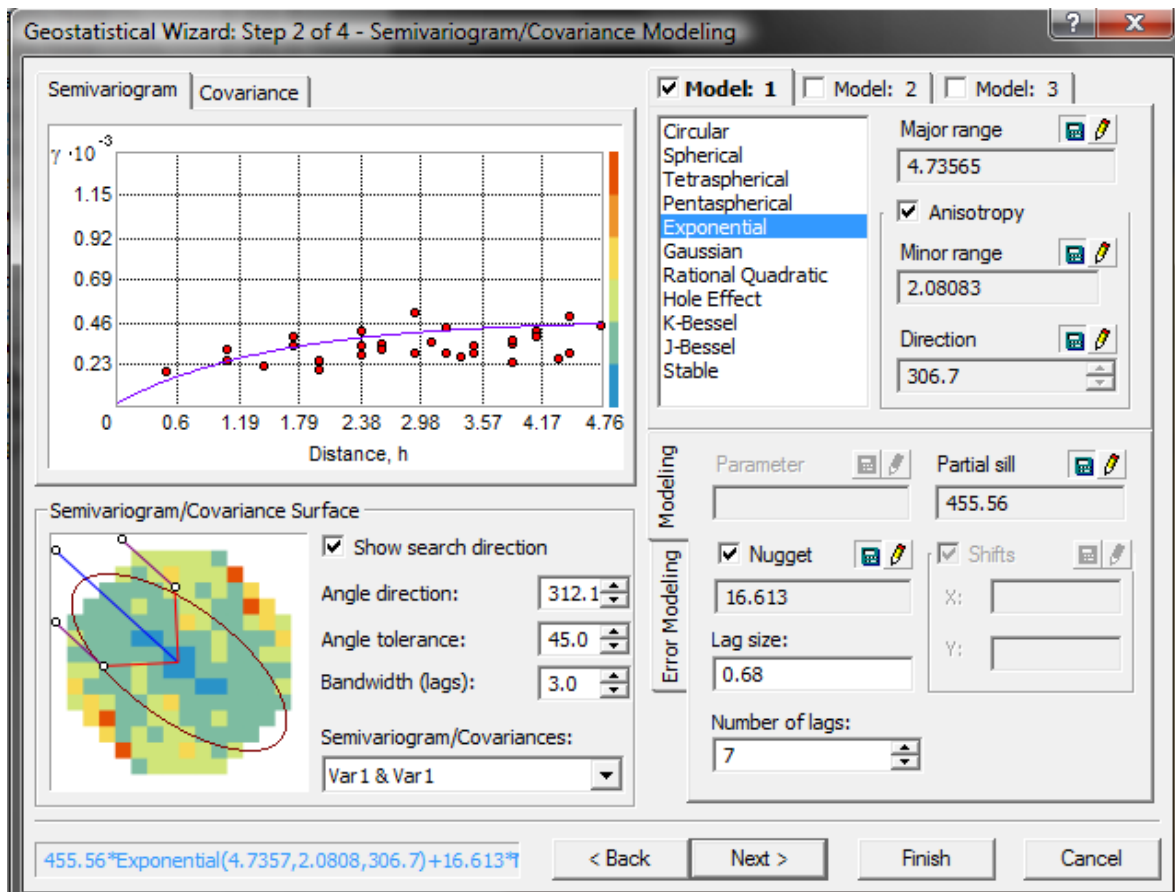 Geostatistical Wizard: Step 2 of 4 - Semivariogram/Covariance Modeling
? X
Semivariogram Covariance
γ ·10 -3
1.15
0.92
0.69
0.46
0.23
0 0.6 1.19 1.79 2.38 2.98 3.57 4.17 4.76
Distance, h
Model: 1 Model: 2 Model: 3
Circular
Spherical
Tetraspherical
Pentaspherical
Exponential
Gaussian
Rational Quadratic
Hole Effect
K-Bessel
J-Bessel
Stable
Major range
4.73565
Anisotropy
Minor range
2.08083
Direction
306.7
Semivariogram/Covariance Surface
Show search direction
Angle direction: 312.1
Angle tolerance: 45.0
Bandwidth (lags): 3.0
Semivariogram/Covariances:
Var1 & Var1
Modeling
Error Modeling
Parameter
Partial sill
455.56
Nugget
16.613
Shifts
X:
Y:
Lag size:
0.68
Number of lags:
7
455.56*Exponential(4.7357,2.0808,306.7)+16.613*
< Back Next > Finish Cancel